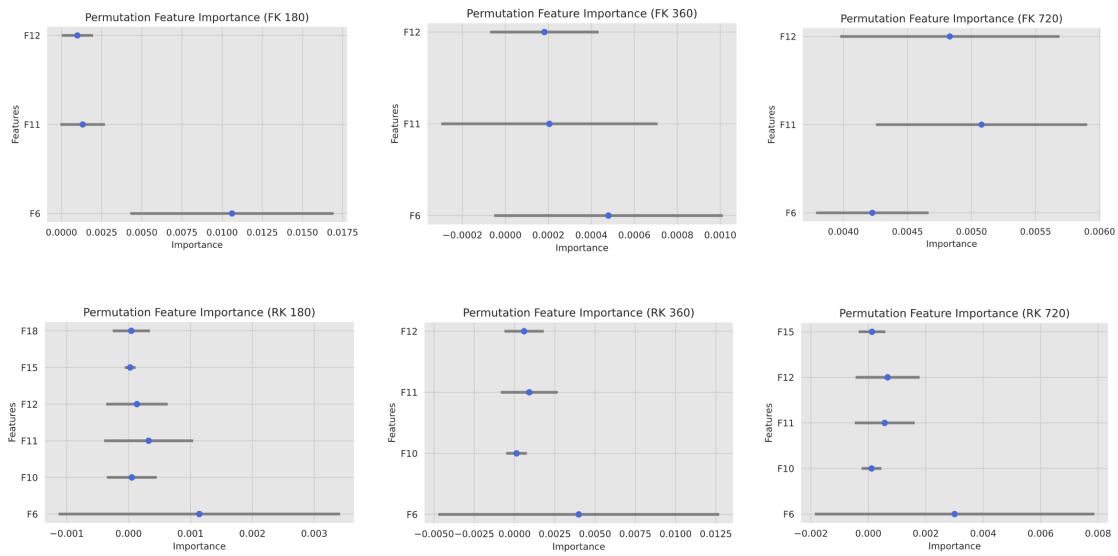 Permutation Feature Importance (FK 180)
F12
F11
F6
Features
0.0000 0.0025 0.0050 0.0075 0.0100 0.0125 0.0150 0.0175
Importance
Permutation Feature Importance (FK 360)
F12
F11
F6
Features
−0.0002 0.0000 0.0002 0.0004 0.0006 0.0008 0.0010
Importance
Permutation Feature Importance (FK 720)
F12
F11
F6
Features
0.0040 0.0045 0.0050 0.0055 0.0060
Importance
Permutation Feature Importance (RK 180)
F18
F15
F12
F11
F10
F6
Features
−0.001 0.000 0.001 0.002 0.003
Importance
Permutation Feature Importance (RK 360)
F12
F11
F10
F6
Features
−0.0050 −0.0025 0.0000 0.0025 0.0050 0.0075 0.0100 0.0125
Importance
Permutation Feature Importance (RK 720)
F15
F12
F11
F10
F6
Features
−0.002 0.000 0.002 0.004 0.006 0.008
Importance